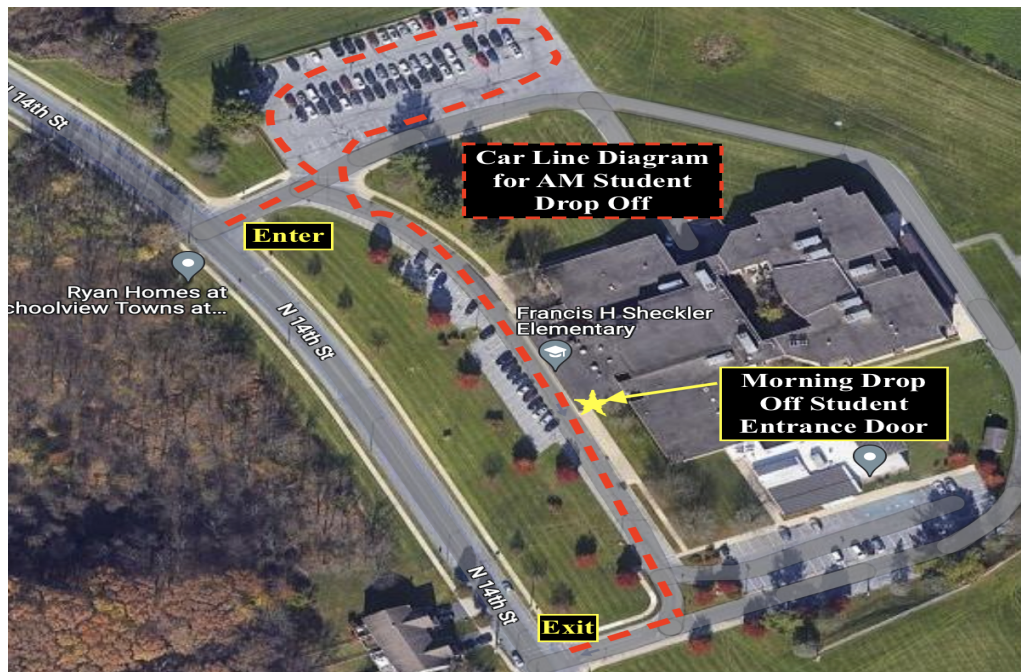 N 14th St
Car Line Diagram
for AM Student
Drop Off
Enter
Ryan Homes at
choolview Towns at...
N 14th St
Francis H Sheckler
Elementary
Morning Drop
Off Student
Entrance Door
N 14th St
Exit